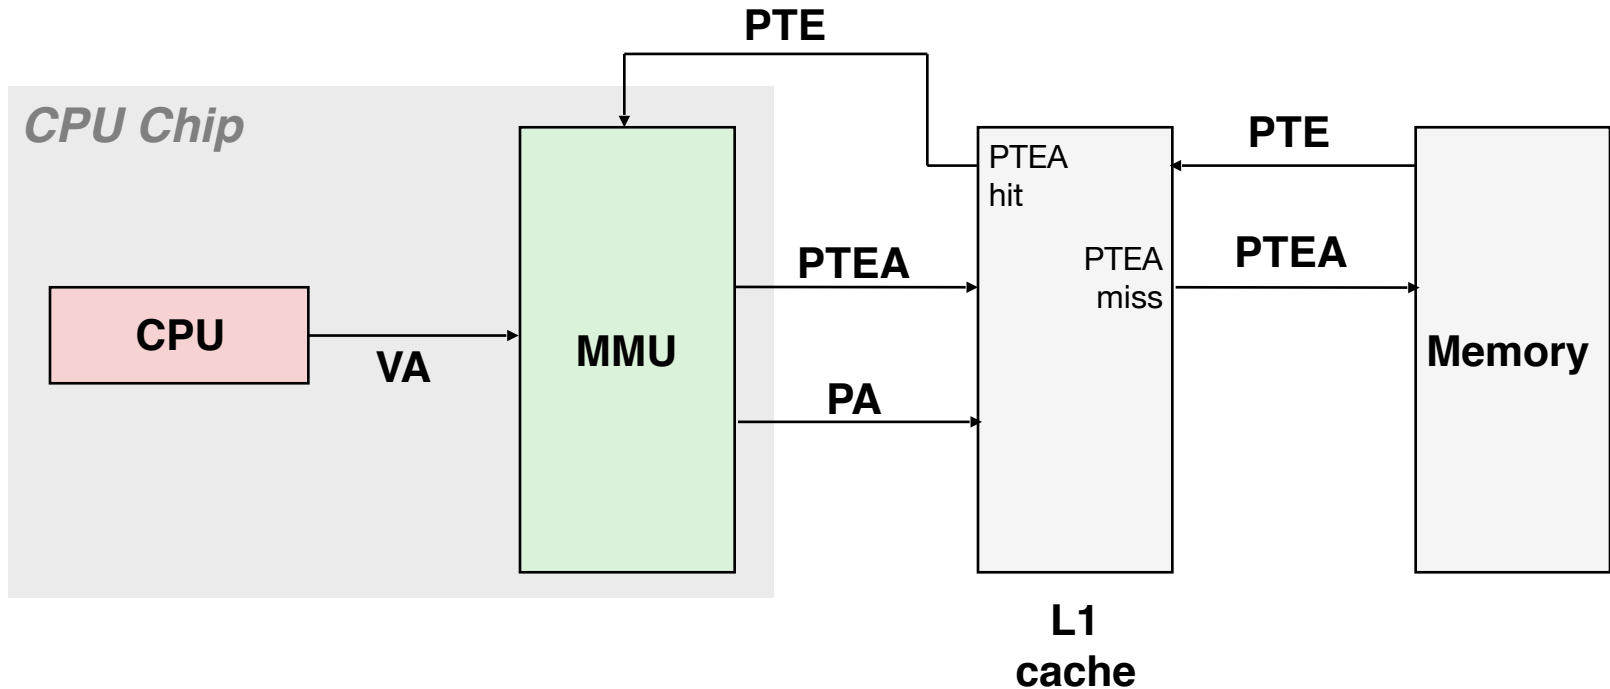 PTE
CPU Chip
PTEA
hit
PTE
PTEA
PTEA
miss
PTEA
CPU
VA
MMU
Memory
PA
L1
cache